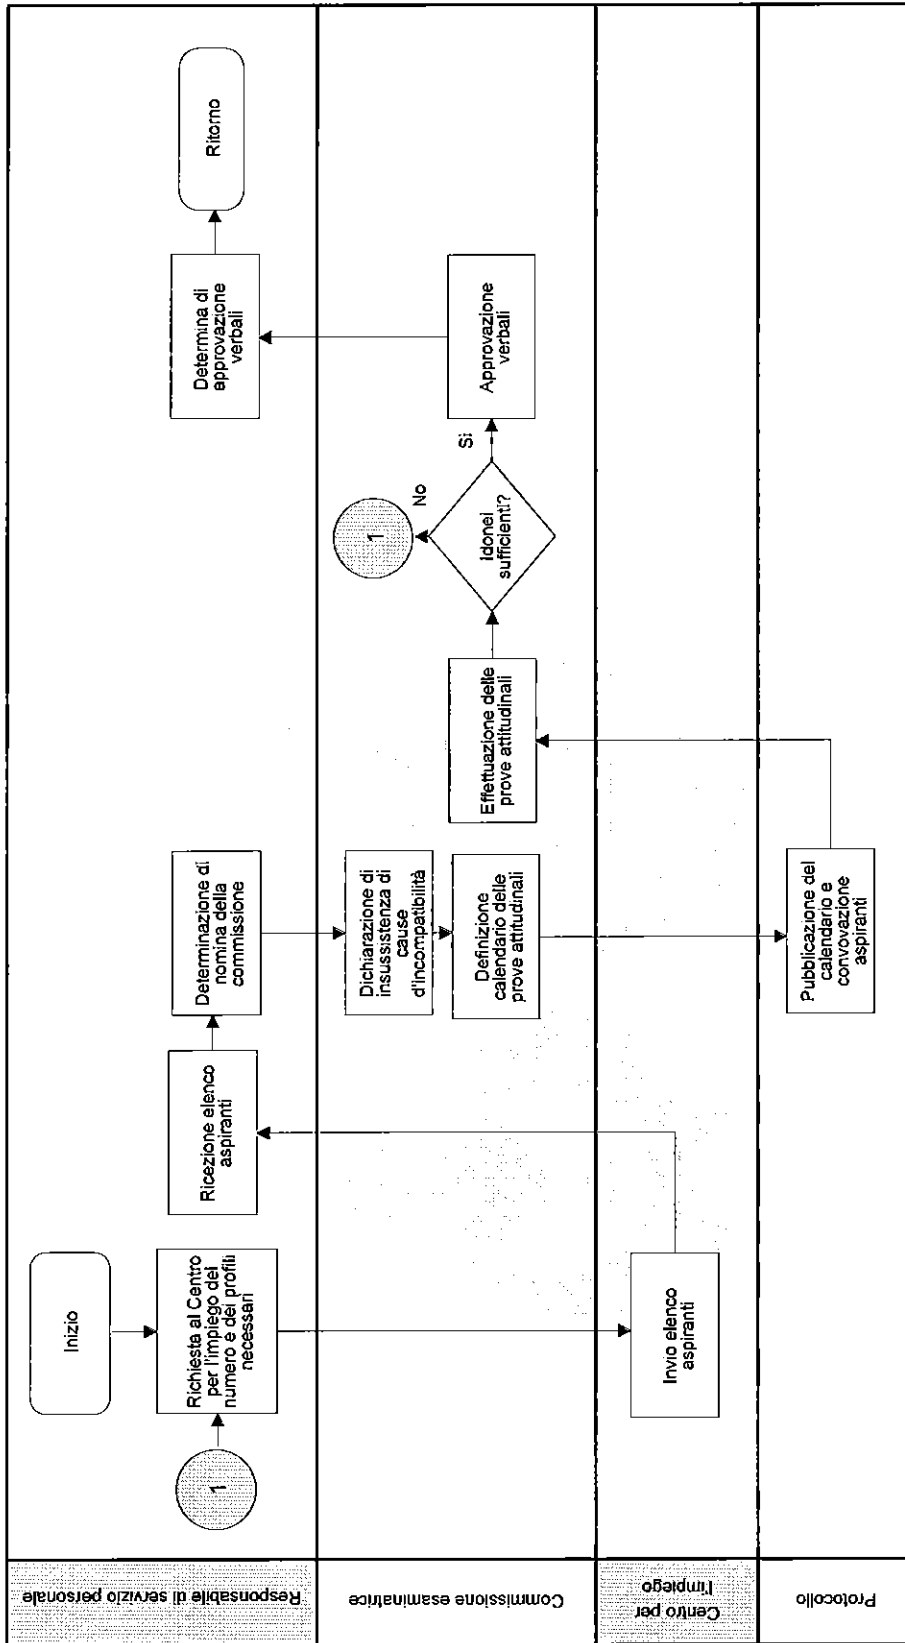 Responsabile di servizio personale
Inizio
1
Richiesta al Centro
per l'impiego del
numero e dei profili
necessari
Ricezione elenco
aspiranti
Determinazione di
nomina della
commissione
Determina di
approvazione
verbali
Ritorno
Commissione esaminatrice
Dichiarazione di
insussistenza di
cause
d'incompatibilità
Definizione
calendario delle
prove attitudinali
Effettuazione delle
prove attitudinali
Idonei
sufficienti?
No
1
Si
Approvazione
verbali
Centro per
l'impiego
Invio elenco
aspiranti
Protocollo
Pubblicazione del
calendario e
convovazione
aspiranti